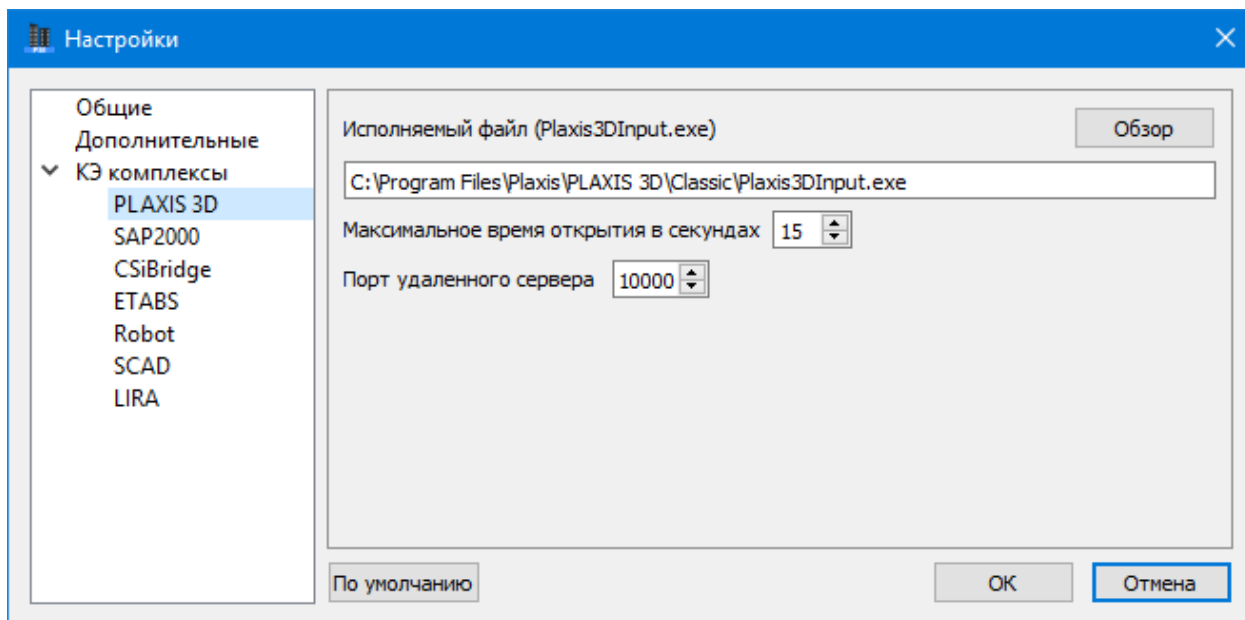 Настройки
Общие
Дополнительные
КЭ комплексы
PLAXIS 3D
SAP2000
CSiBridge
ETABS
Robot
SCAD
LIRA
Исполняемый файл (Plaxis3DInput.exe)
Обзор
C:\Program Files\Plaxis\PLAXIS 3D\Classic\Plaxis3DInput.exe
Максимальное время открытия в секундах 15
Порт удаленного сервера 10000
По умолчанию
OK
Отмена